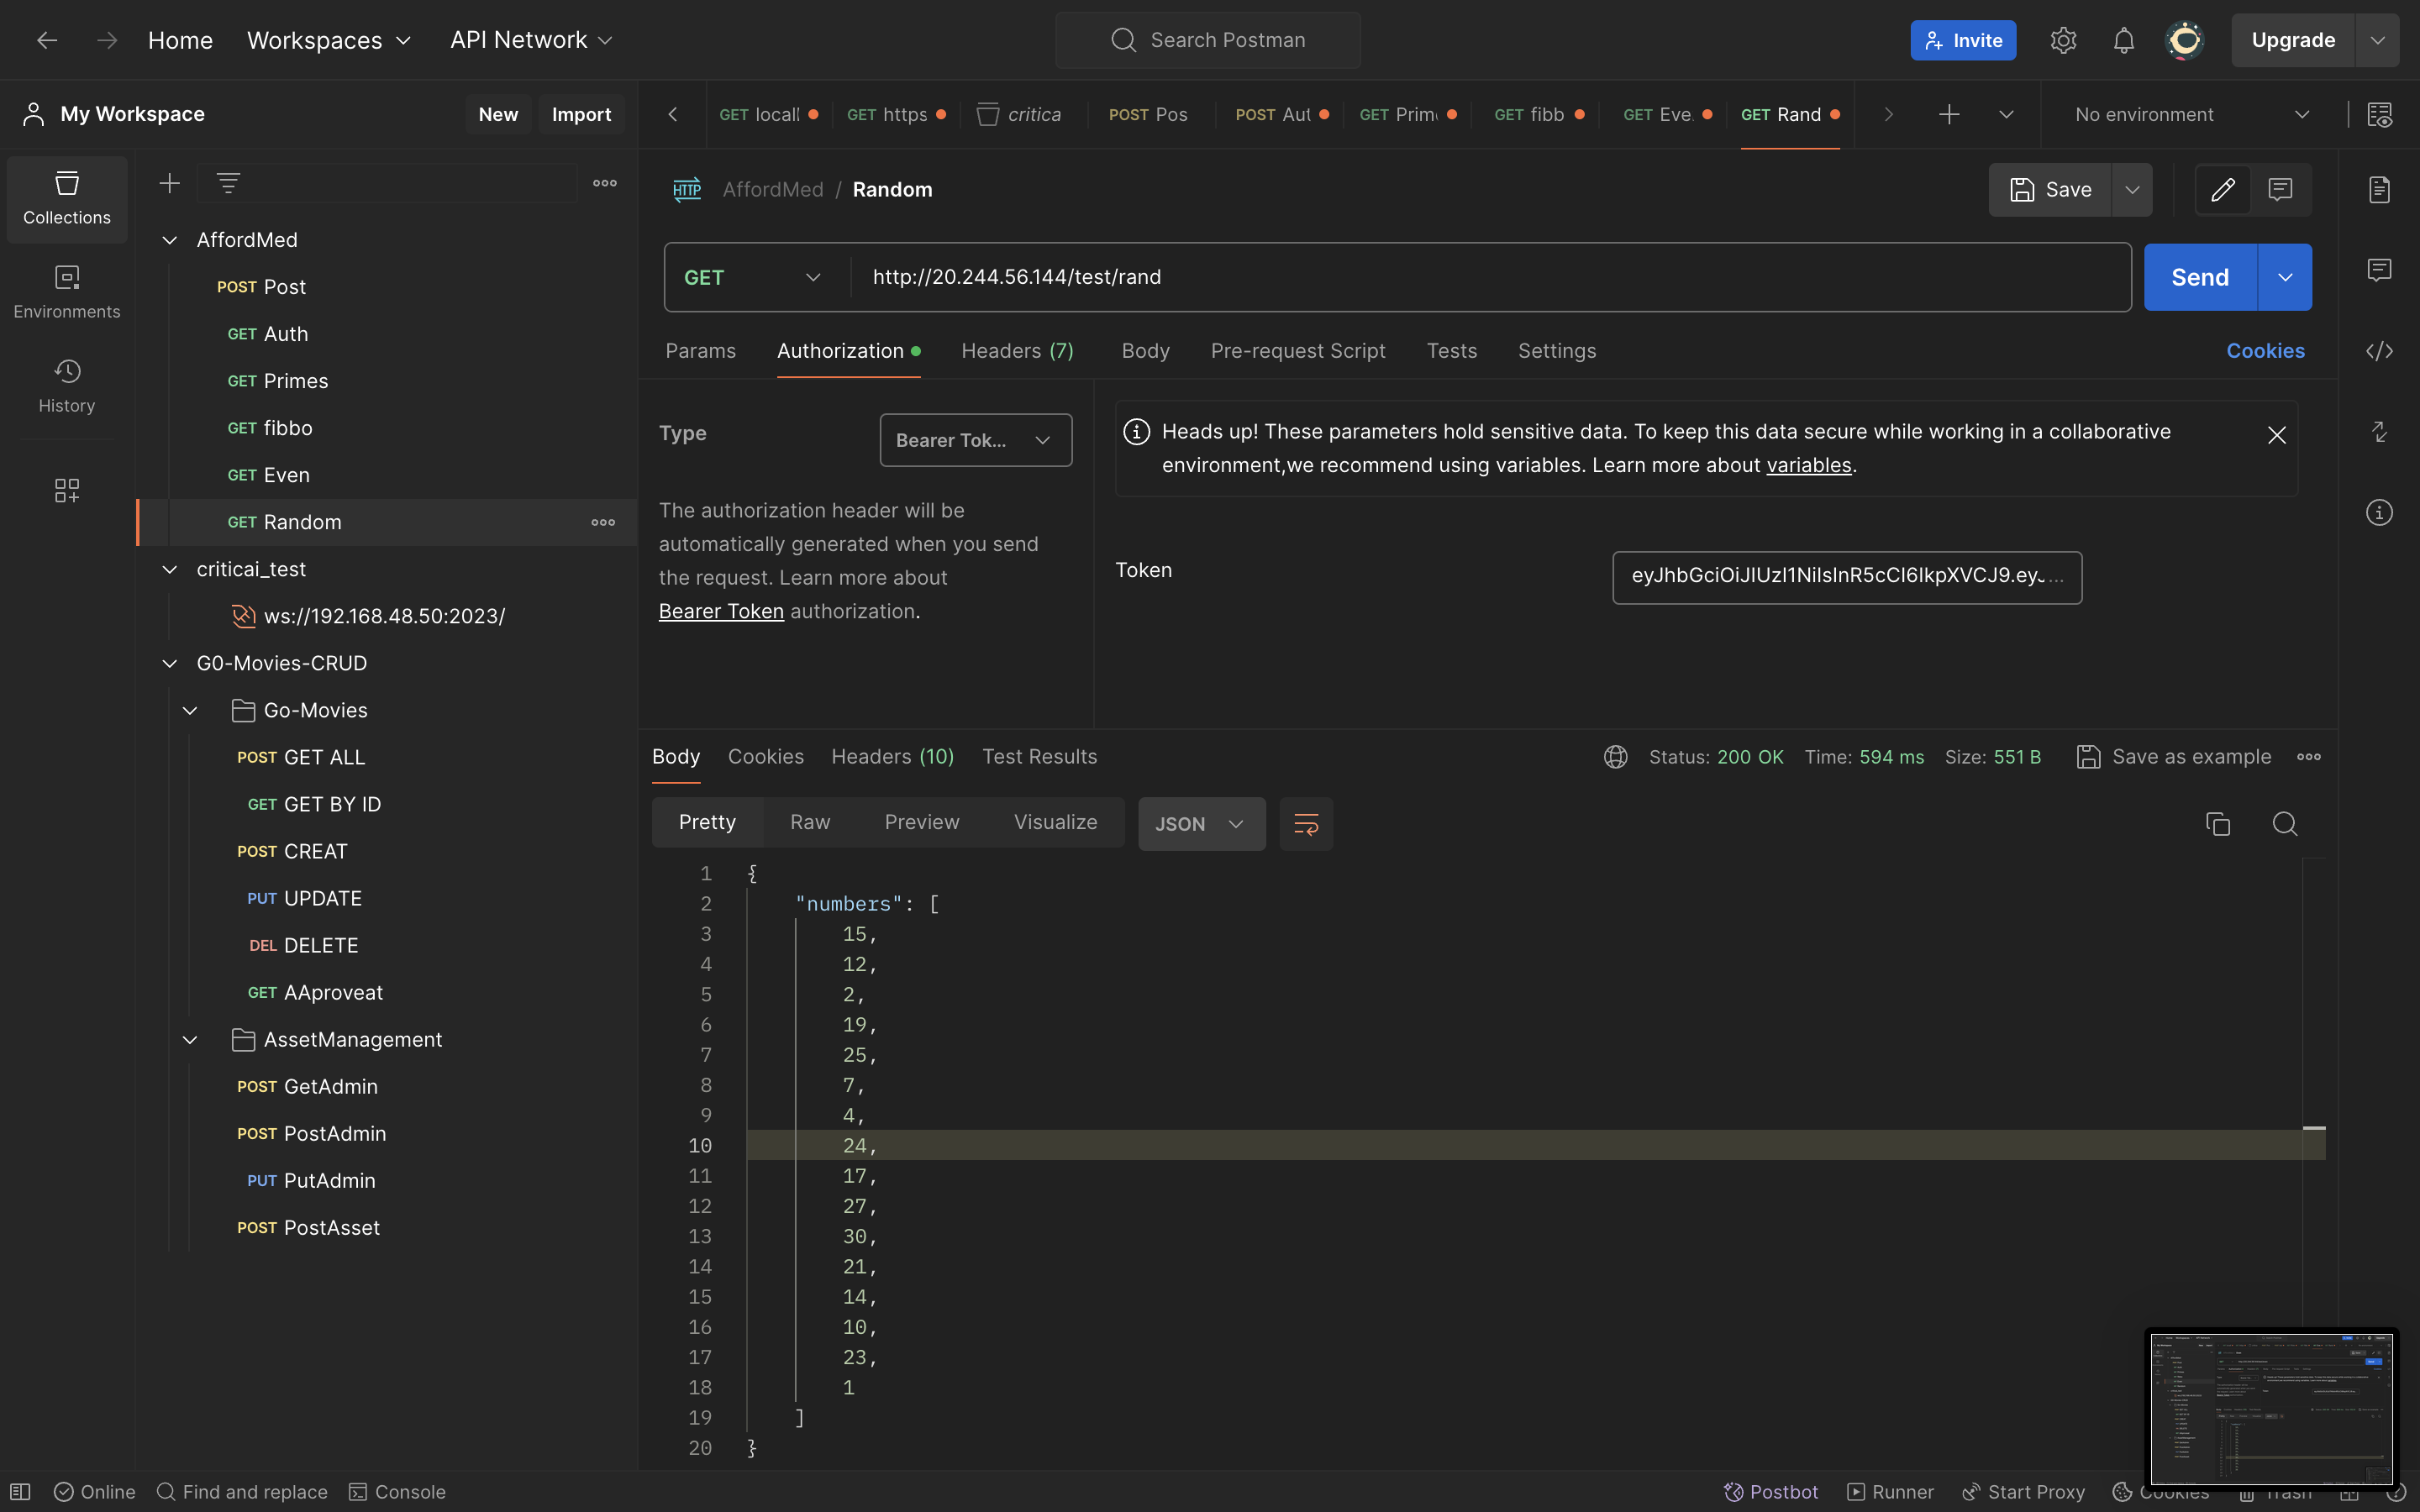 Home Workspaces API Network Search Postman Invite Upgrade
My Workspace New Import
GET locall GET https critica POST Pos POST Aut GET Prim GET fibb GET Eve GET Rand No environment
Collections
Environments
History
AffordMed
POST Post
GET Auth
GET Primes
GET fibbo
GET Even
GET Random
criticai_test
ws://192.168.48.50:2023/
G0-Movies-CRUD
Go-Movies
POST GET ALL
GET GET BY ID
POST CREAT
PUT UPDATE
DEL DELETE
GET AAproveat
AssetManagement
POST GetAdmin
POST PostAdmin
PUT PutAdmin
POST PostAsset
HTTP AffordMed / Random Save
GET http://20.244.56.144/test/rand Send
Params Authorization Headers (7) Body Pre-request Script Tests Settings Cookies
Type Bearer Tok...
The authorization header will be
automatically generated when you send
the request. Learn more about
Bearer Token authorization.
Heads up! These parameters hold sensitive data. To keep this data secure while working in a collaborative
environment,we recommend using variables. Learn more about variables.
Token eyJhbGciOiJIUzI1NiIsInR5cCI6IkpXVCJ9.eyJ...
Body Cookies Headers (10) Test Results Status: 200 OK Time: 594 ms Size: 551 B Save as example
Pretty Raw Preview Visualize JSON
1 {
2 "numbers": [
3 15,
4 12,
5 2,
6 19,
7 25,
8 7,
9 4,
10 24,
11 17,
12 27,
13 30,
14 21,
15 14,
16 10,
17 23,
18 1
19 ]
20 }
Online Find and replace Console Postbot Runner Start Proxy Cookies Trash